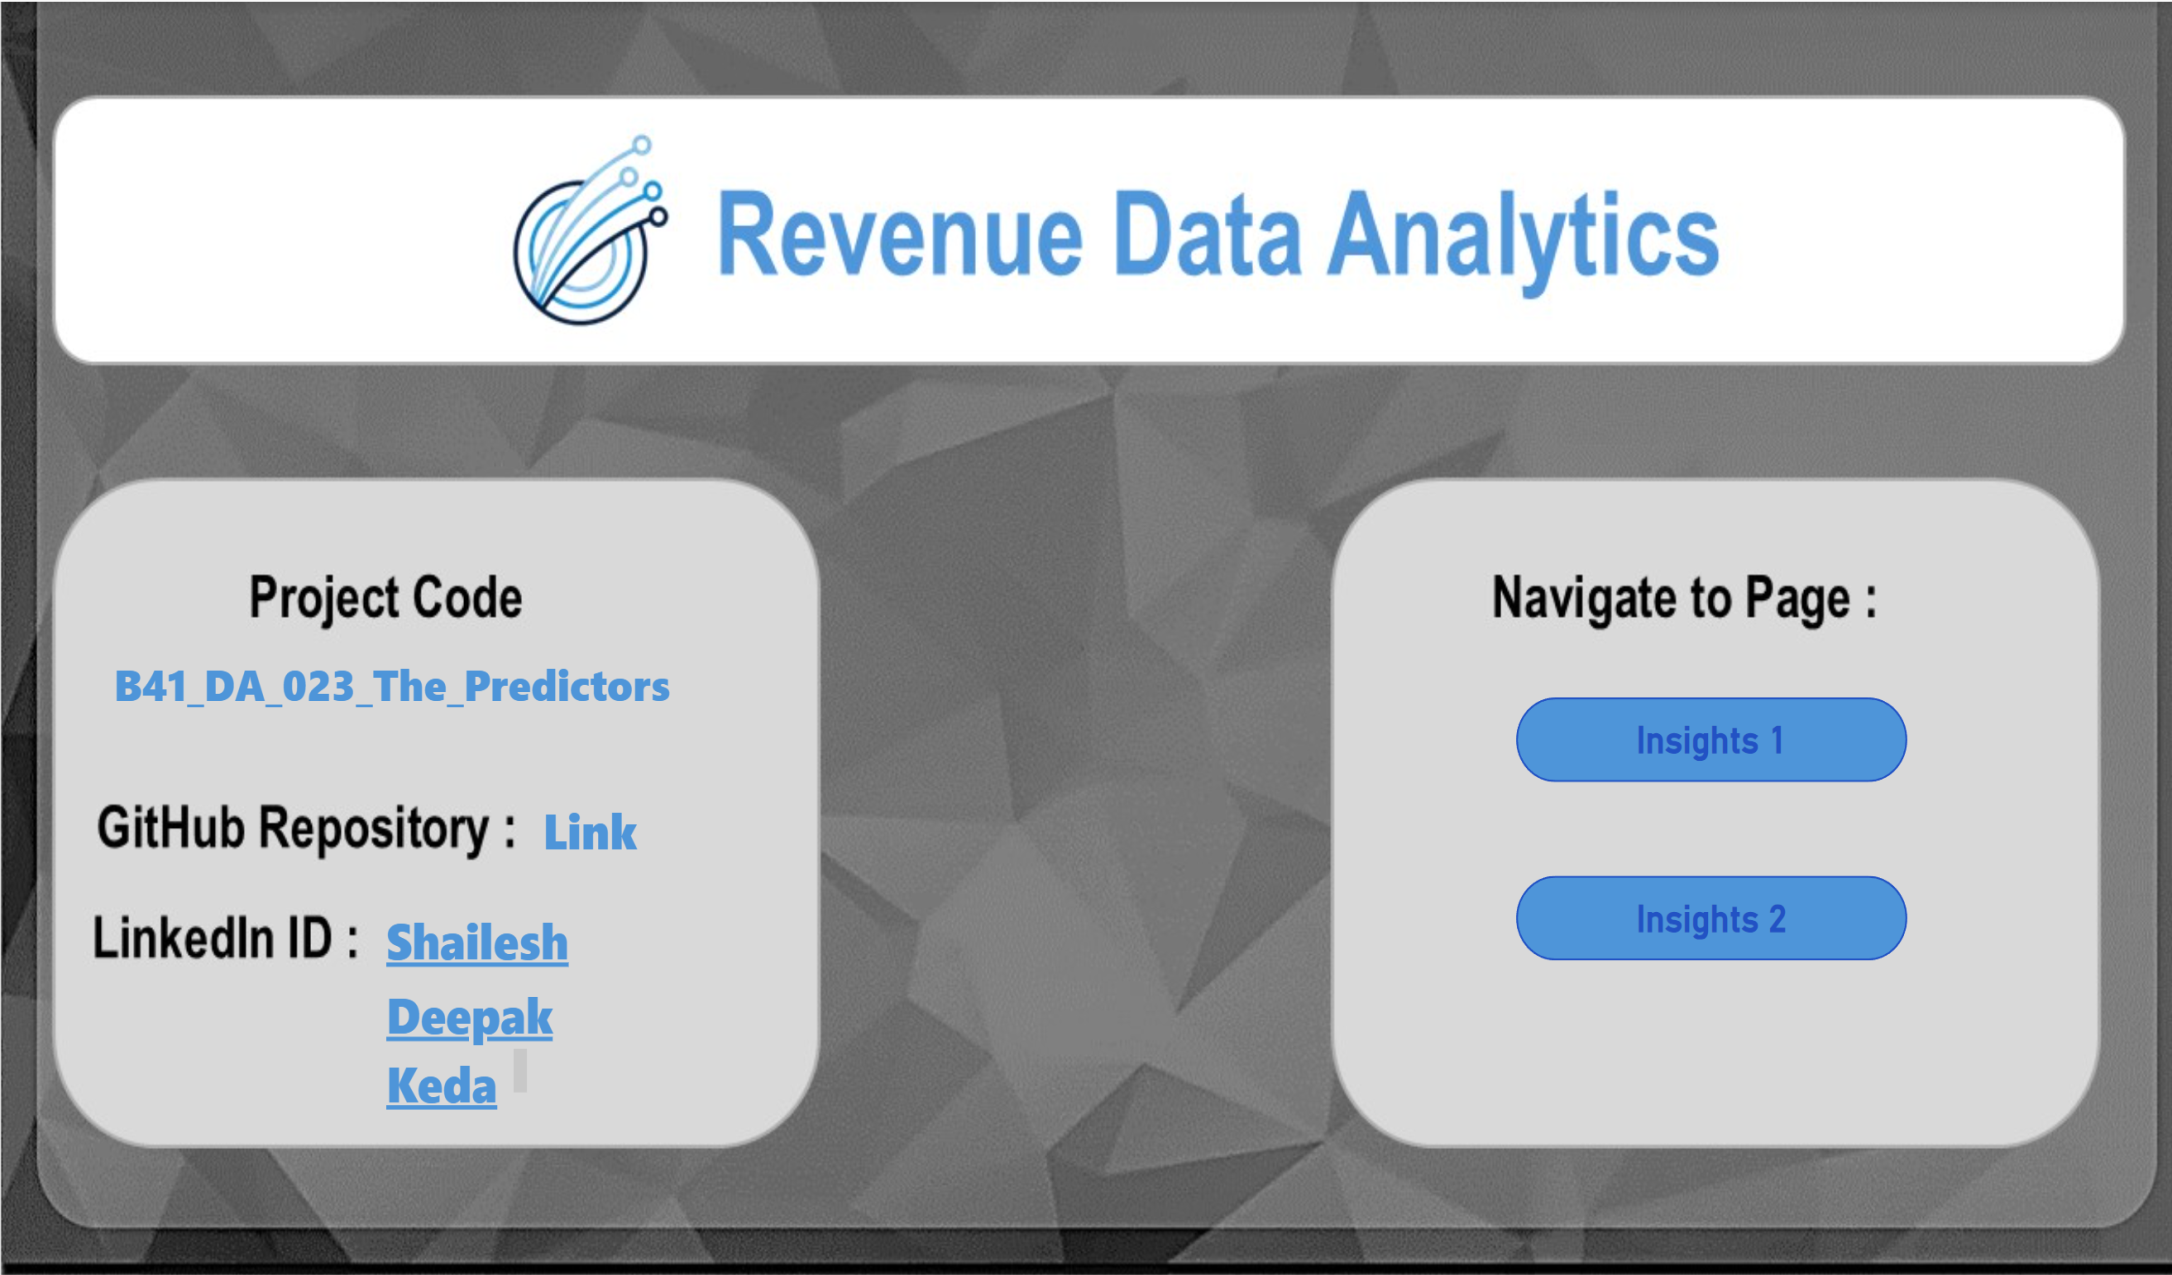 Revenue Data Analytics
Project Code
B41_DA_023_The_Predictors
GitHub Repository : Link
LinkedIn ID : Shailesh
Deepak
Keda
Navigate to Page :
Insights 1
Insights 2